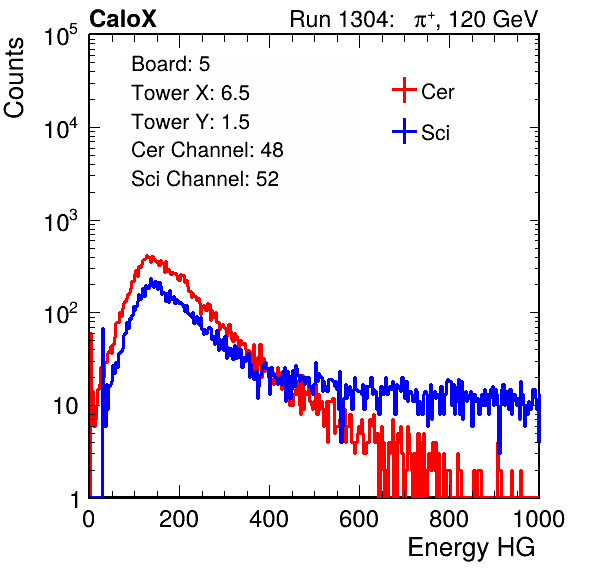 CaloX Run 1304: π⁺, 120 GeV
Counts
Board: 5
Tower X: 6.5
Tower Y: 1.5
Cer Channel: 48
Sci Channel: 52
Cer
Sci
10⁵
10⁴
10³
10²
10
1
0 200 400 600 800 1000
Energy HG